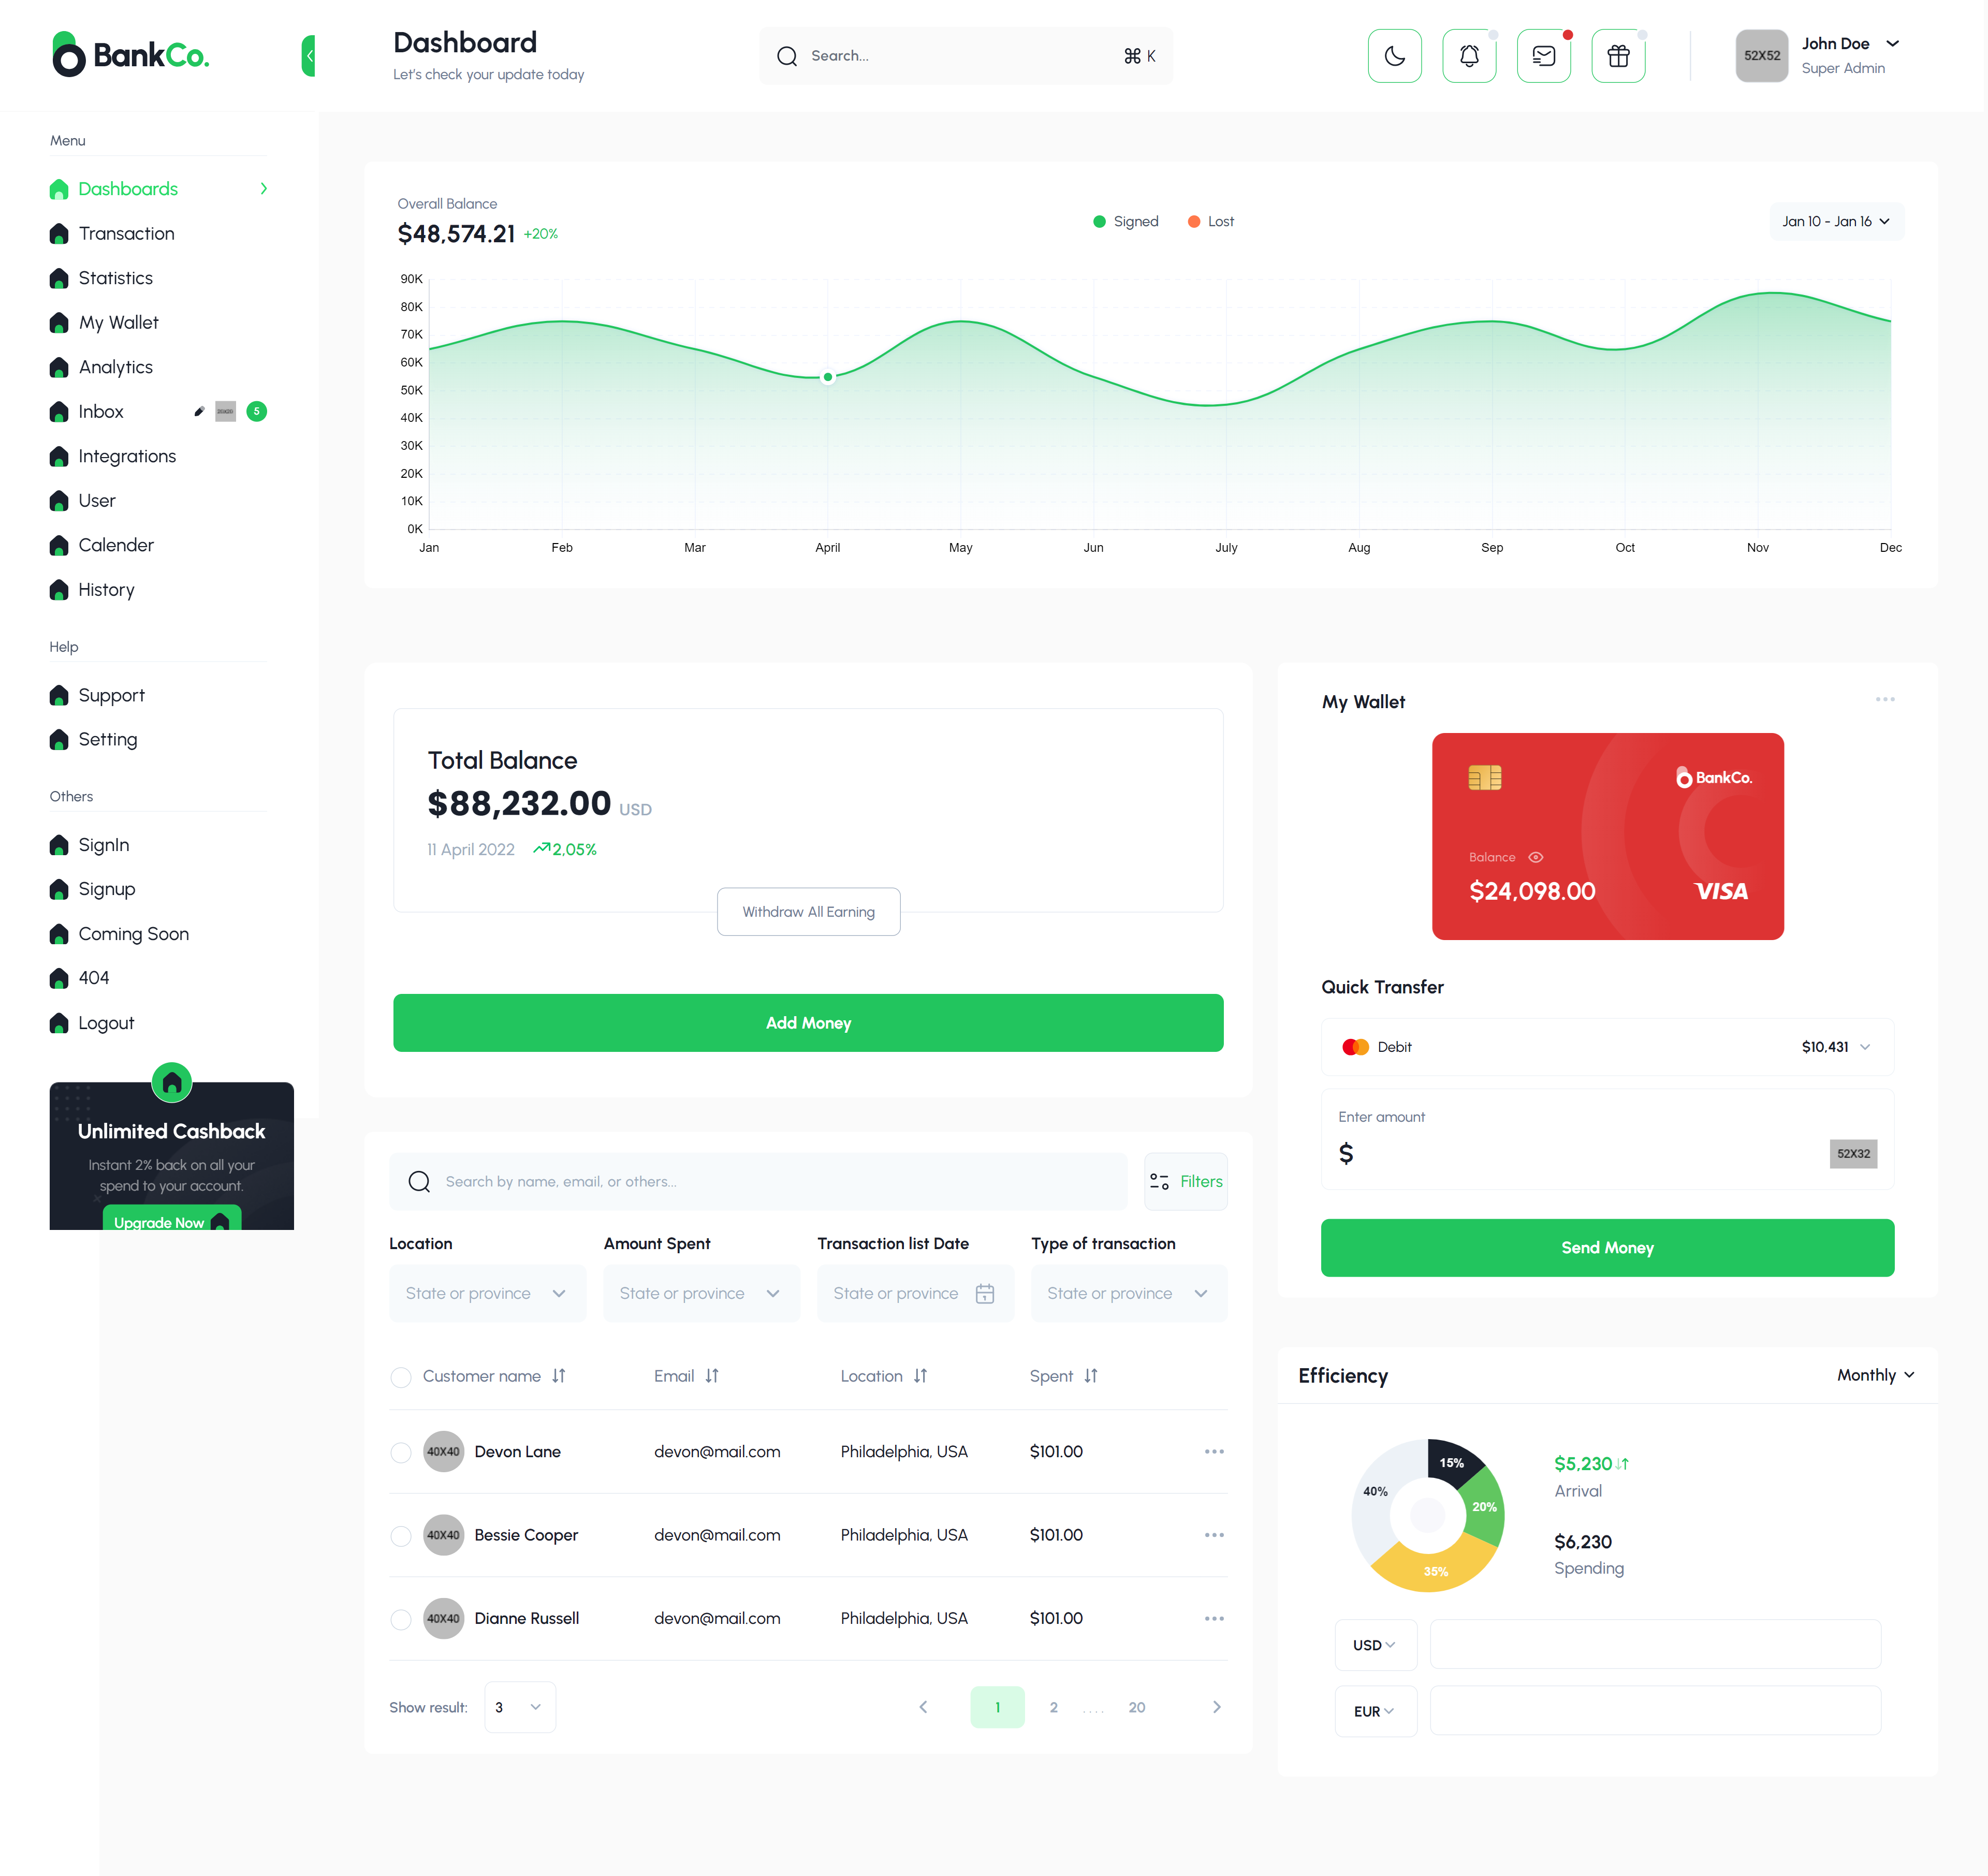 BankCo.
Dashboard
Let's check your update today
Search...
⌘ K
52X52
John Doe
Super Admin
Menu
Dashboards
Transaction
Statistics
My Wallet
Analytics
Inbox
5
Integrations
User
Calender
History
Help
Support
Setting
Others
SignIn
Signup
Coming Soon
404
Logout
Unlimited Cashback
Instant 2% back on all your
spend to your account.
Upgrade Now
Overall Balance
$48,574.21 +20%
Signed
Lost
Jan 10 - Jan 16
90K
80K
70K
60K
50K
40K
30K
20K
10K
0K
Jan Feb Mar April May Jun July Aug Sep Oct Nov Dec
Total Balance
$88,232.00 USD
11 April 2022 2,05%
Withdraw All Earning
Add Money
My Wallet
BankCo.
Balance
$24,098.00
VISA
Quick Transfer
Debit $10,431
Enter amount
$
52X32
Send Money
Search by name, email, or others...
Filters
Location Amount Spent Transaction list Date Type of transaction
State or province State or province State or province State or province
Customer name Email Location Spent
40X40 Devon Lane devon@mail.com Philadelphia, USA $101.00
40X40 Bessie Cooper devon@mail.com Philadelphia, USA $101.00
40X40 Dianne Russell devon@mail.com Philadelphia, USA $101.00
Show result: 3
1 2 .... 20
Efficiency
Monthly
15%
20%
35%
40%
$5,230
Arrival
$6,230
Spending
USD
EUR